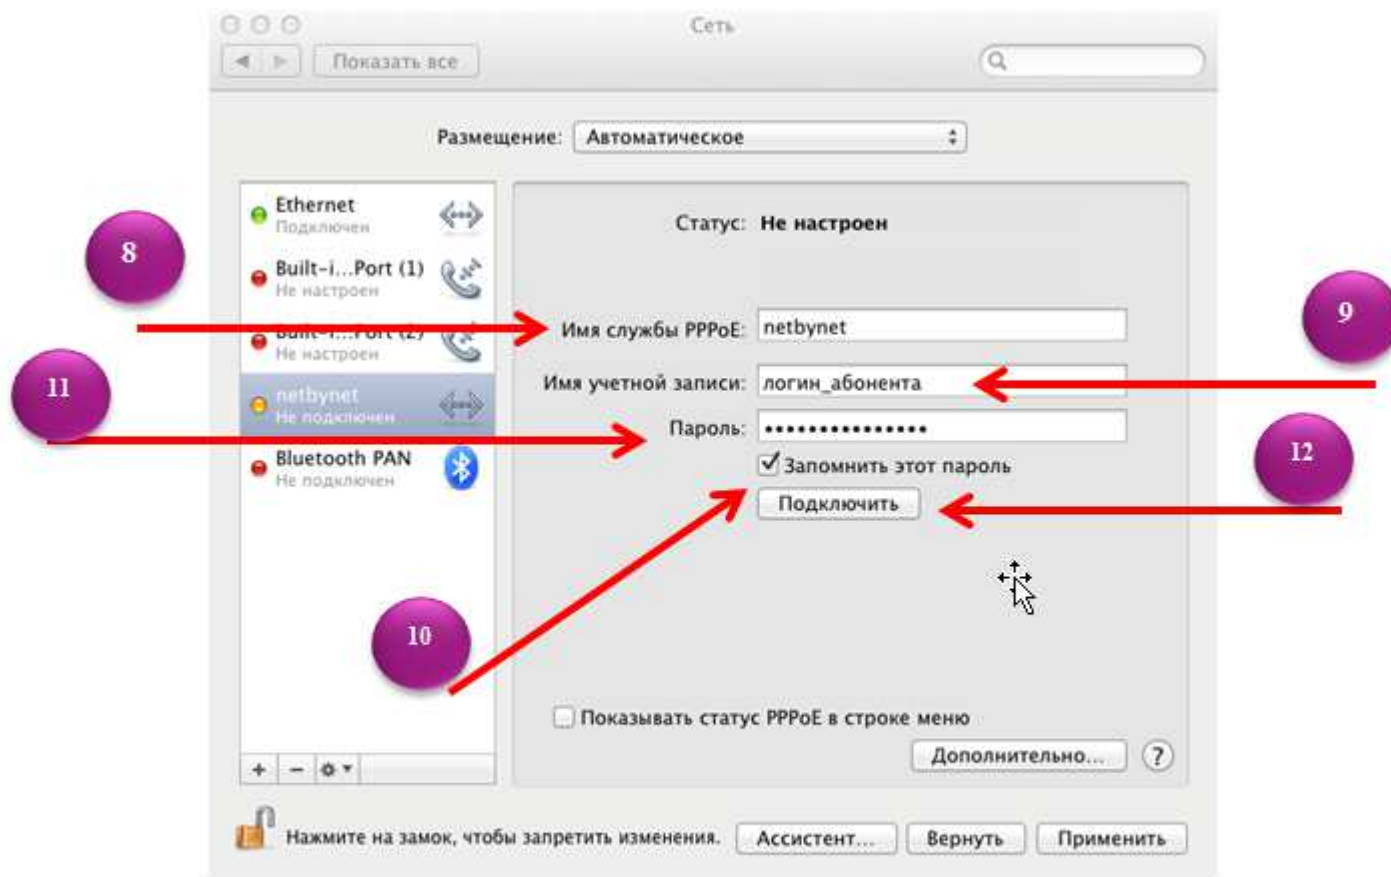 Сеть
Показать все
Размещение: Автоматическое
Ethernet
Подключен
Built-i...Port (1)
Не настроен
Built-i...Port (2)
Не настроен
netbynet
Не подключен
Bluetooth PAN
Не подключен
Статус: Не настроен
8
Имя службы PPPoE: netbynet
9
Имя учетной записи: логин_абонента
11
Пароль: •••••••••••••••
Запомнить этот пароль
12
Подключить
10
Показывать статус PPPoE в строке меню
Дополнительно... ?
Нажмите на замок, чтобы запретить изменения. Ассистент... Вернуть Применить